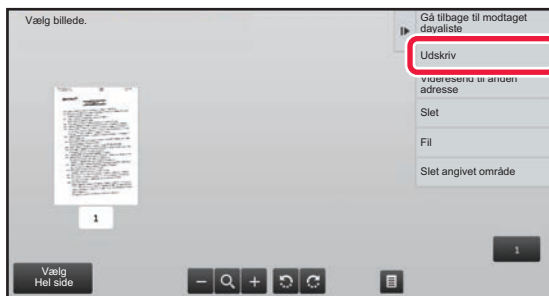 Vælg billede.
Gå tilbage til modtaget
dayaliste
Udskriv
Videresend til anden
adresse
Slet
Fil
Slet angivet område
1
1
Vælg
Hel side